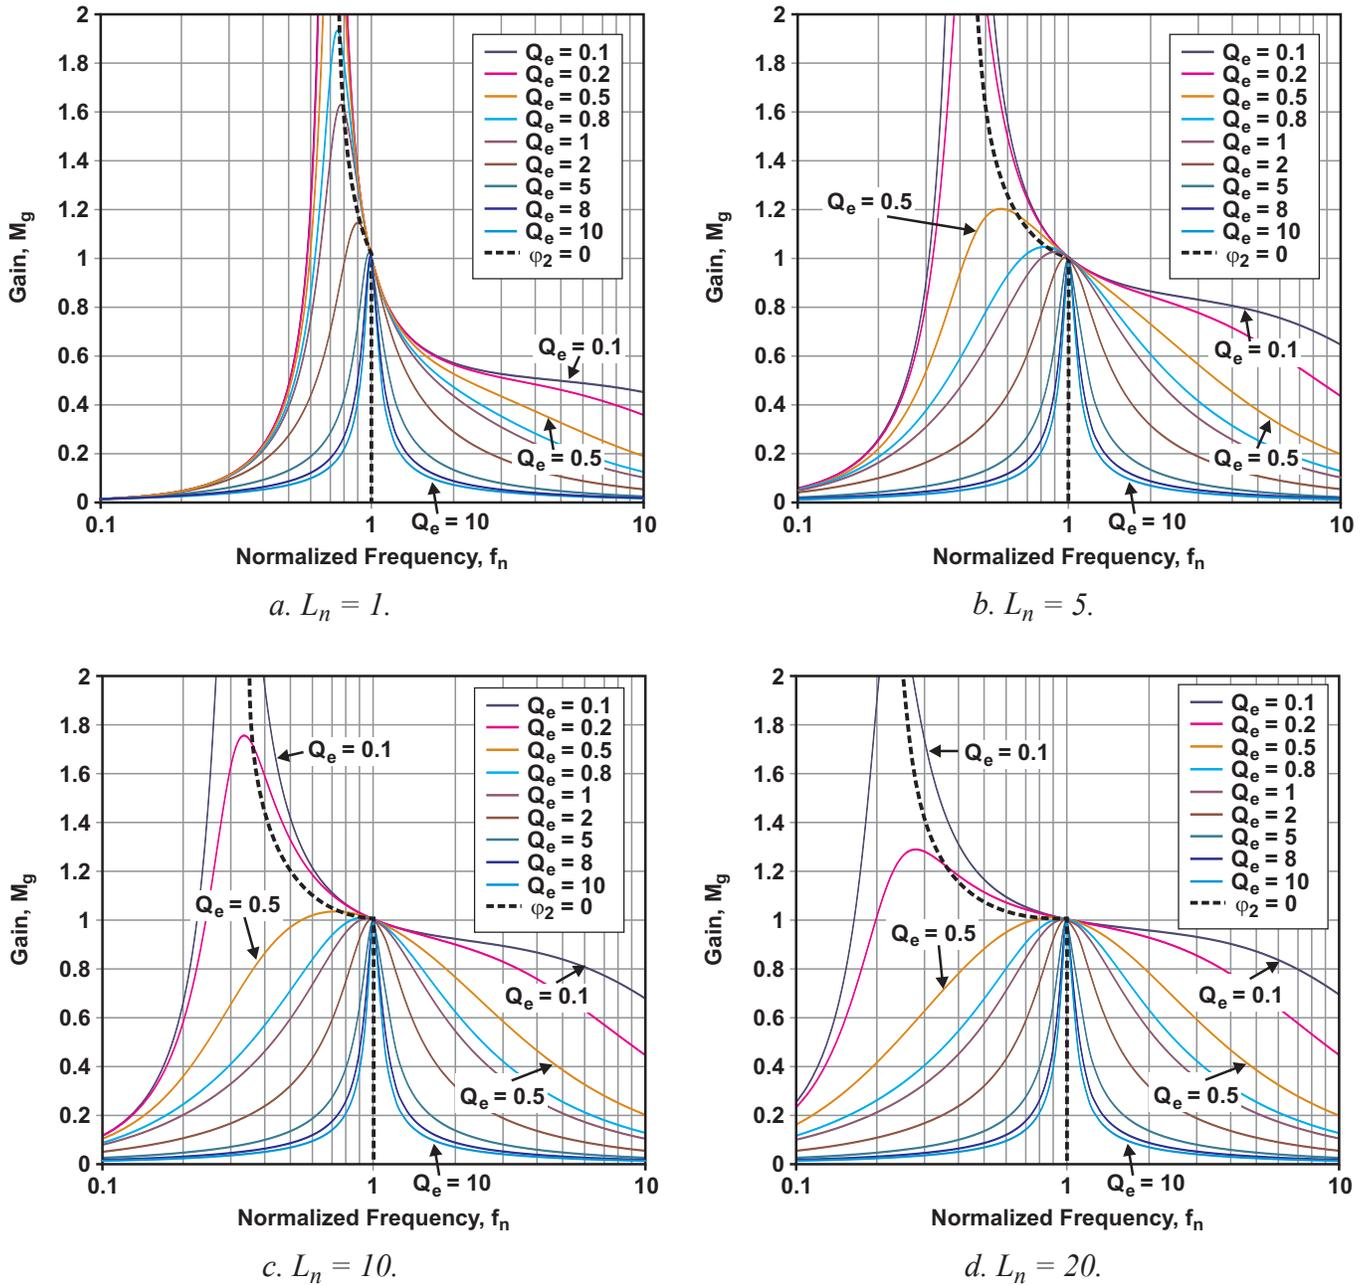 2
1.8
1.6
1.4
1.2
1
0.8
0.6
0.4
0.2
0
Gain, Mg
Qe = 0.1
Qe = 0.2
Qe = 0.5
Qe = 0.8
Qe = 1
Qe = 2
Qe = 5
Qe = 8
Qe = 10
φ2 = 0
Qe = 0.1
Qe = 0.5
Qe = 10
0.1 1 10
Normalized Frequency, fn
a. Ln = 1.
2
1.8
1.6
1.4
1.2
1
0.8
0.6
0.4
0.2
0
Gain, Mg
Qe = 0.1
Qe = 0.2
Qe = 0.5
Qe = 0.8
Qe = 1
Qe = 2
Qe = 5
Qe = 8
Qe = 10
φ2 = 0
Qe = 0.5
Qe = 0.1
Qe = 0.5
Qe = 10
0.1 1 10
Normalized Frequency, fn
b. Ln = 5.
2
1.8
1.6
1.4
1.2
1
0.8
0.6
0.4
0.2
0
Gain, Mg
Qe = 0.1
Qe = 0.2
Qe = 0.5
Qe = 0.8
Qe = 1
Qe = 2
Qe = 5
Qe = 8
Qe = 10
φ2 = 0
Qe = 0.1
Qe = 0.5
Qe = 0.1
Qe = 0.5
Qe = 10
0.1 1 10
Normalized Frequency, fn
c. Ln = 10.
2
1.8
1.6
1.4
1.2
1
0.8
0.6
0.4
0.2
0
Gain, Mg
Qe = 0.1
Qe = 0.2
Qe = 0.5
Qe = 0.8
Qe = 1
Qe = 2
Qe = 5
Qe = 8
Qe = 10
φ2 = 0
Qe = 0.1
Qe = 0.5
Qe = 0.1
Qe = 0.5
Qe = 10
0.1 1 10
Normalized Frequency, fn
d. Ln = 20.